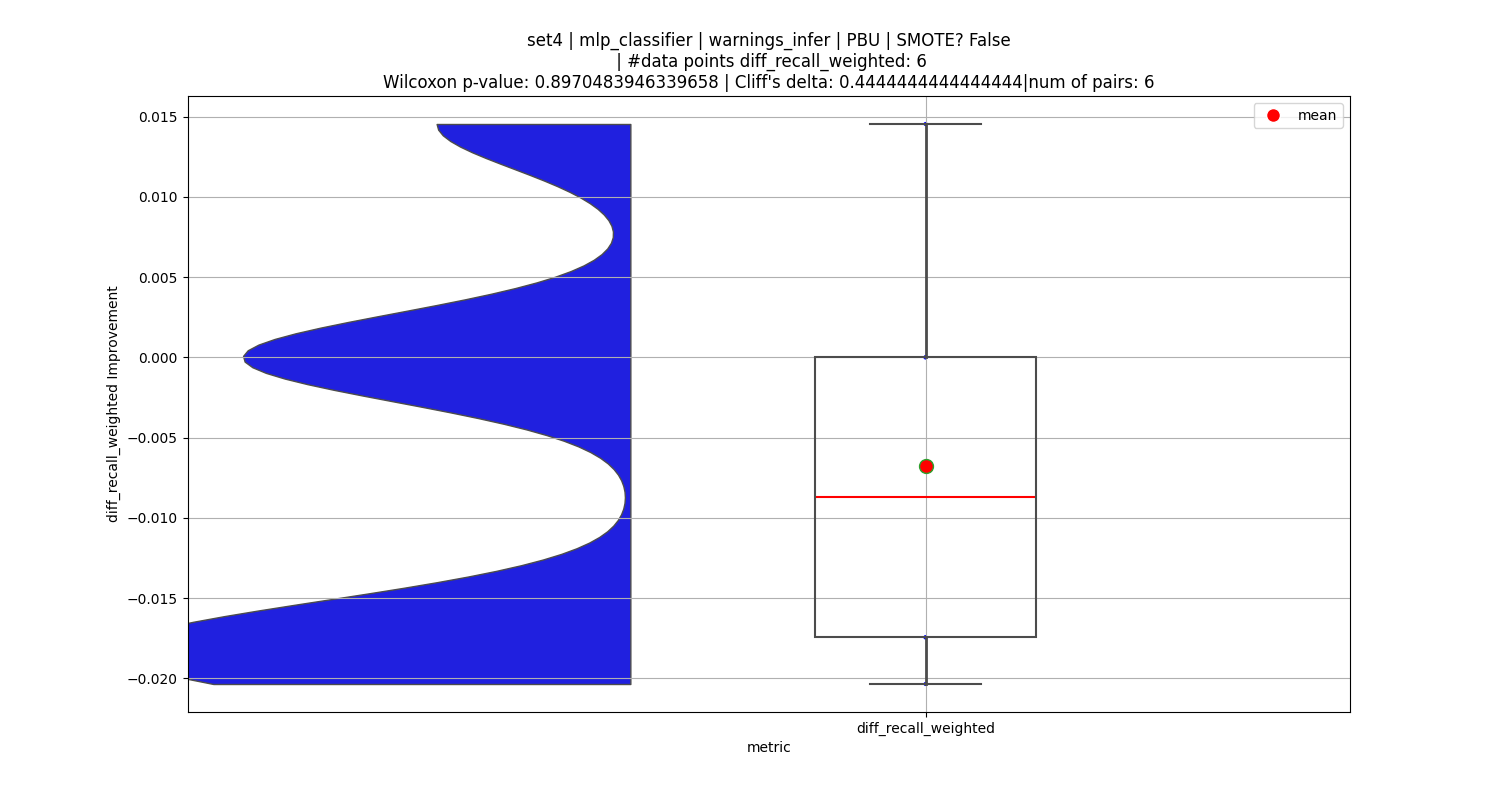 set4 | mlp_classifier | warnings_infer | PBU | SMOTE? False
| #data points diff_recall_weighted: 6
Wilcoxon p-value: 0.8970483946339658 | Cliff's delta: 0.4444444444444444|num of pairs: 6
mean
0.015
0.010
0.005
0.000
−0.005
−0.010
−0.015
−0.020
diff_recall_weighted Improvement
diff_recall_weighted
metric